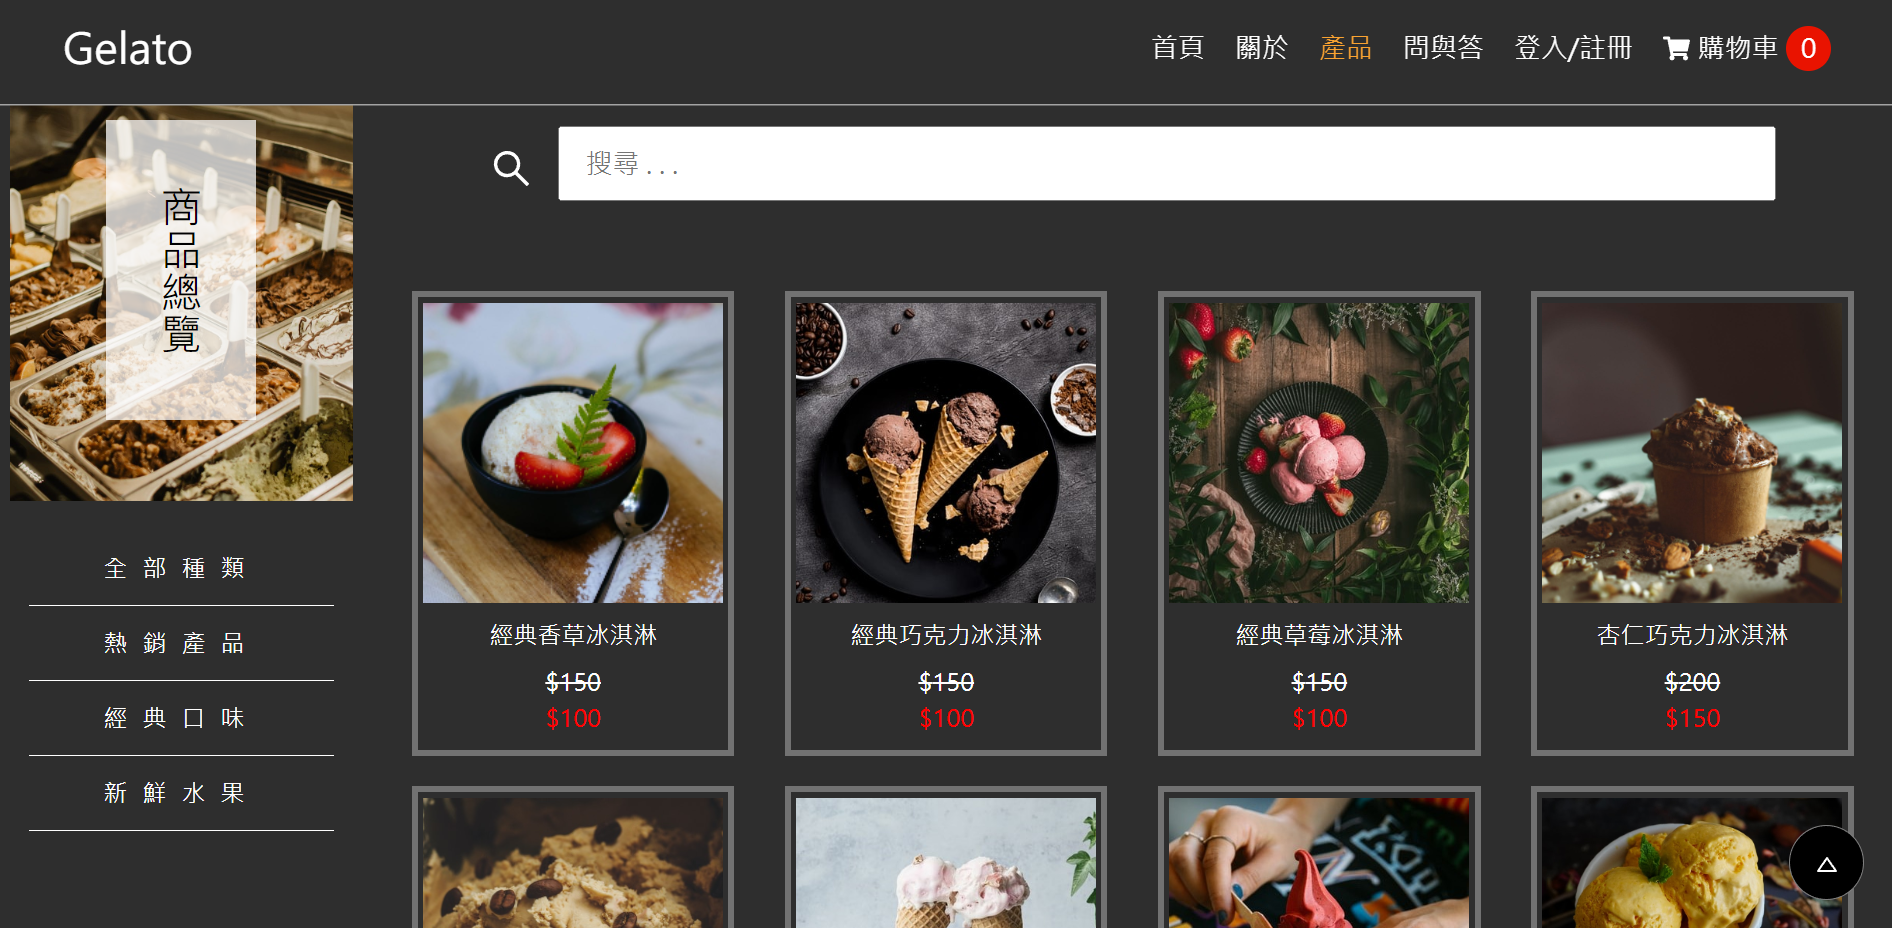 Gelato
首頁 關於 產品 問與答 登入/註冊 購物車 0
商品總覽
搜尋 . . .
全部種類
熱銷產品
經典口味
新鮮水果
經典香草冰淇淋
$150
$100
經典巧克力冰淇淋
$150
$100
經典草莓冰淇淋
$150
$100
杏仁巧克力冰淇淋
$200
$150